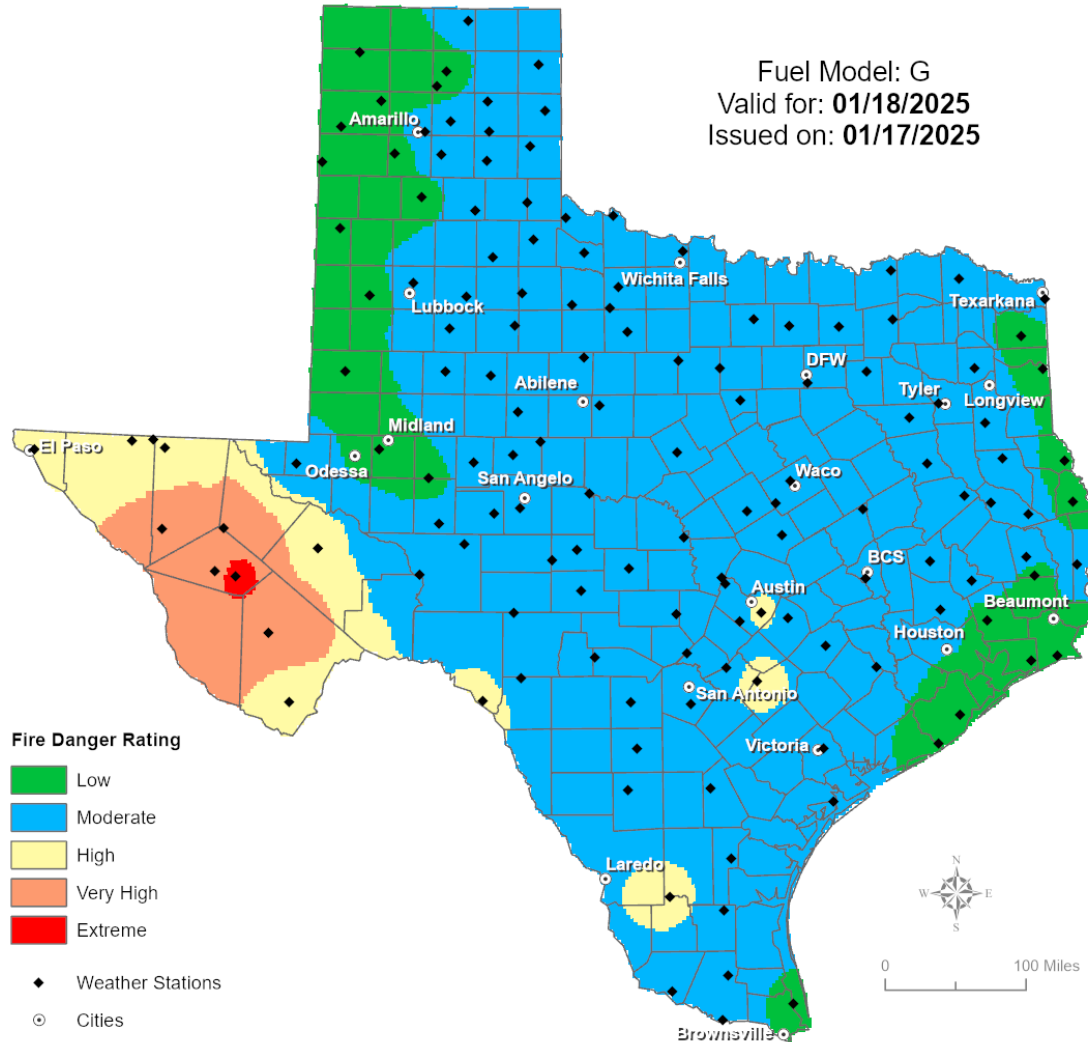 Fuel Model: G
Valid for: 01/18/2025
Issued on: 01/17/2025
Amarillo
Wichita Falls
Lubbock
Texarkana
DFW
Abilene
Tyler
Longview
Midland
El Paso
Odessa
San Angelo
Waco
BCS
Austin
Beaumont
Houston
San Antonio
Victoria
Laredo
Brownsville
Fire Danger Rating
Low
Moderate
High
Very High
Extreme
Weather Stations
Cities
N
W E
S
0 100 Miles